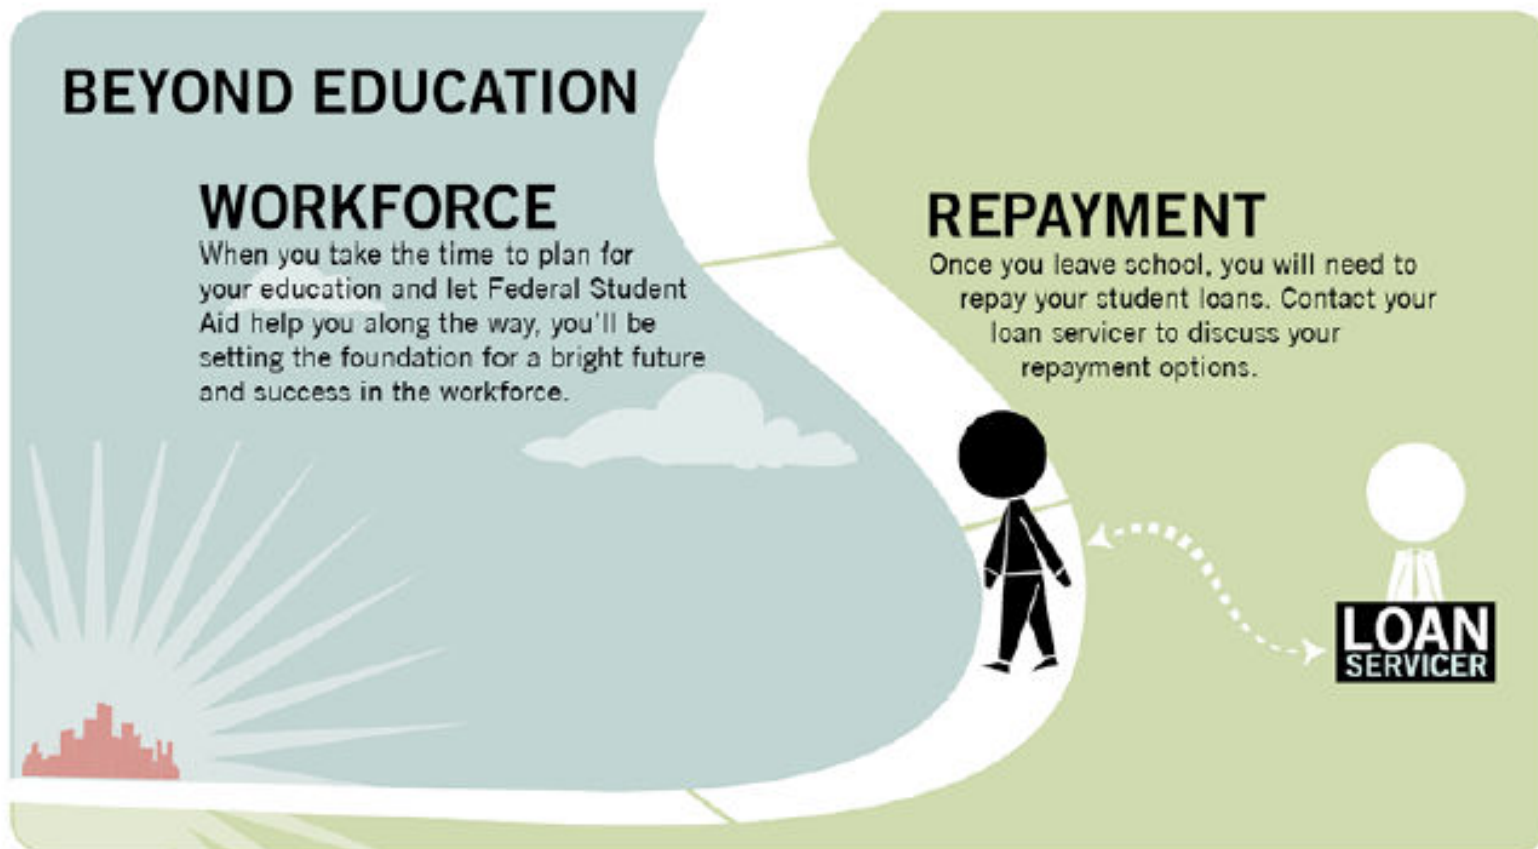 BEYOND EDUCATION
WORKFORCE
When you take the time to plan for
your education and let Federal Student
Aid help you along the way, you'll be
setting the foundation for a bright future
and success in the workforce.
REPAYMENT
Once you leave school, you will need to
repay your student loans. Contact your
loan servicer to discuss your
repayment options.
LOAN
SERVICER